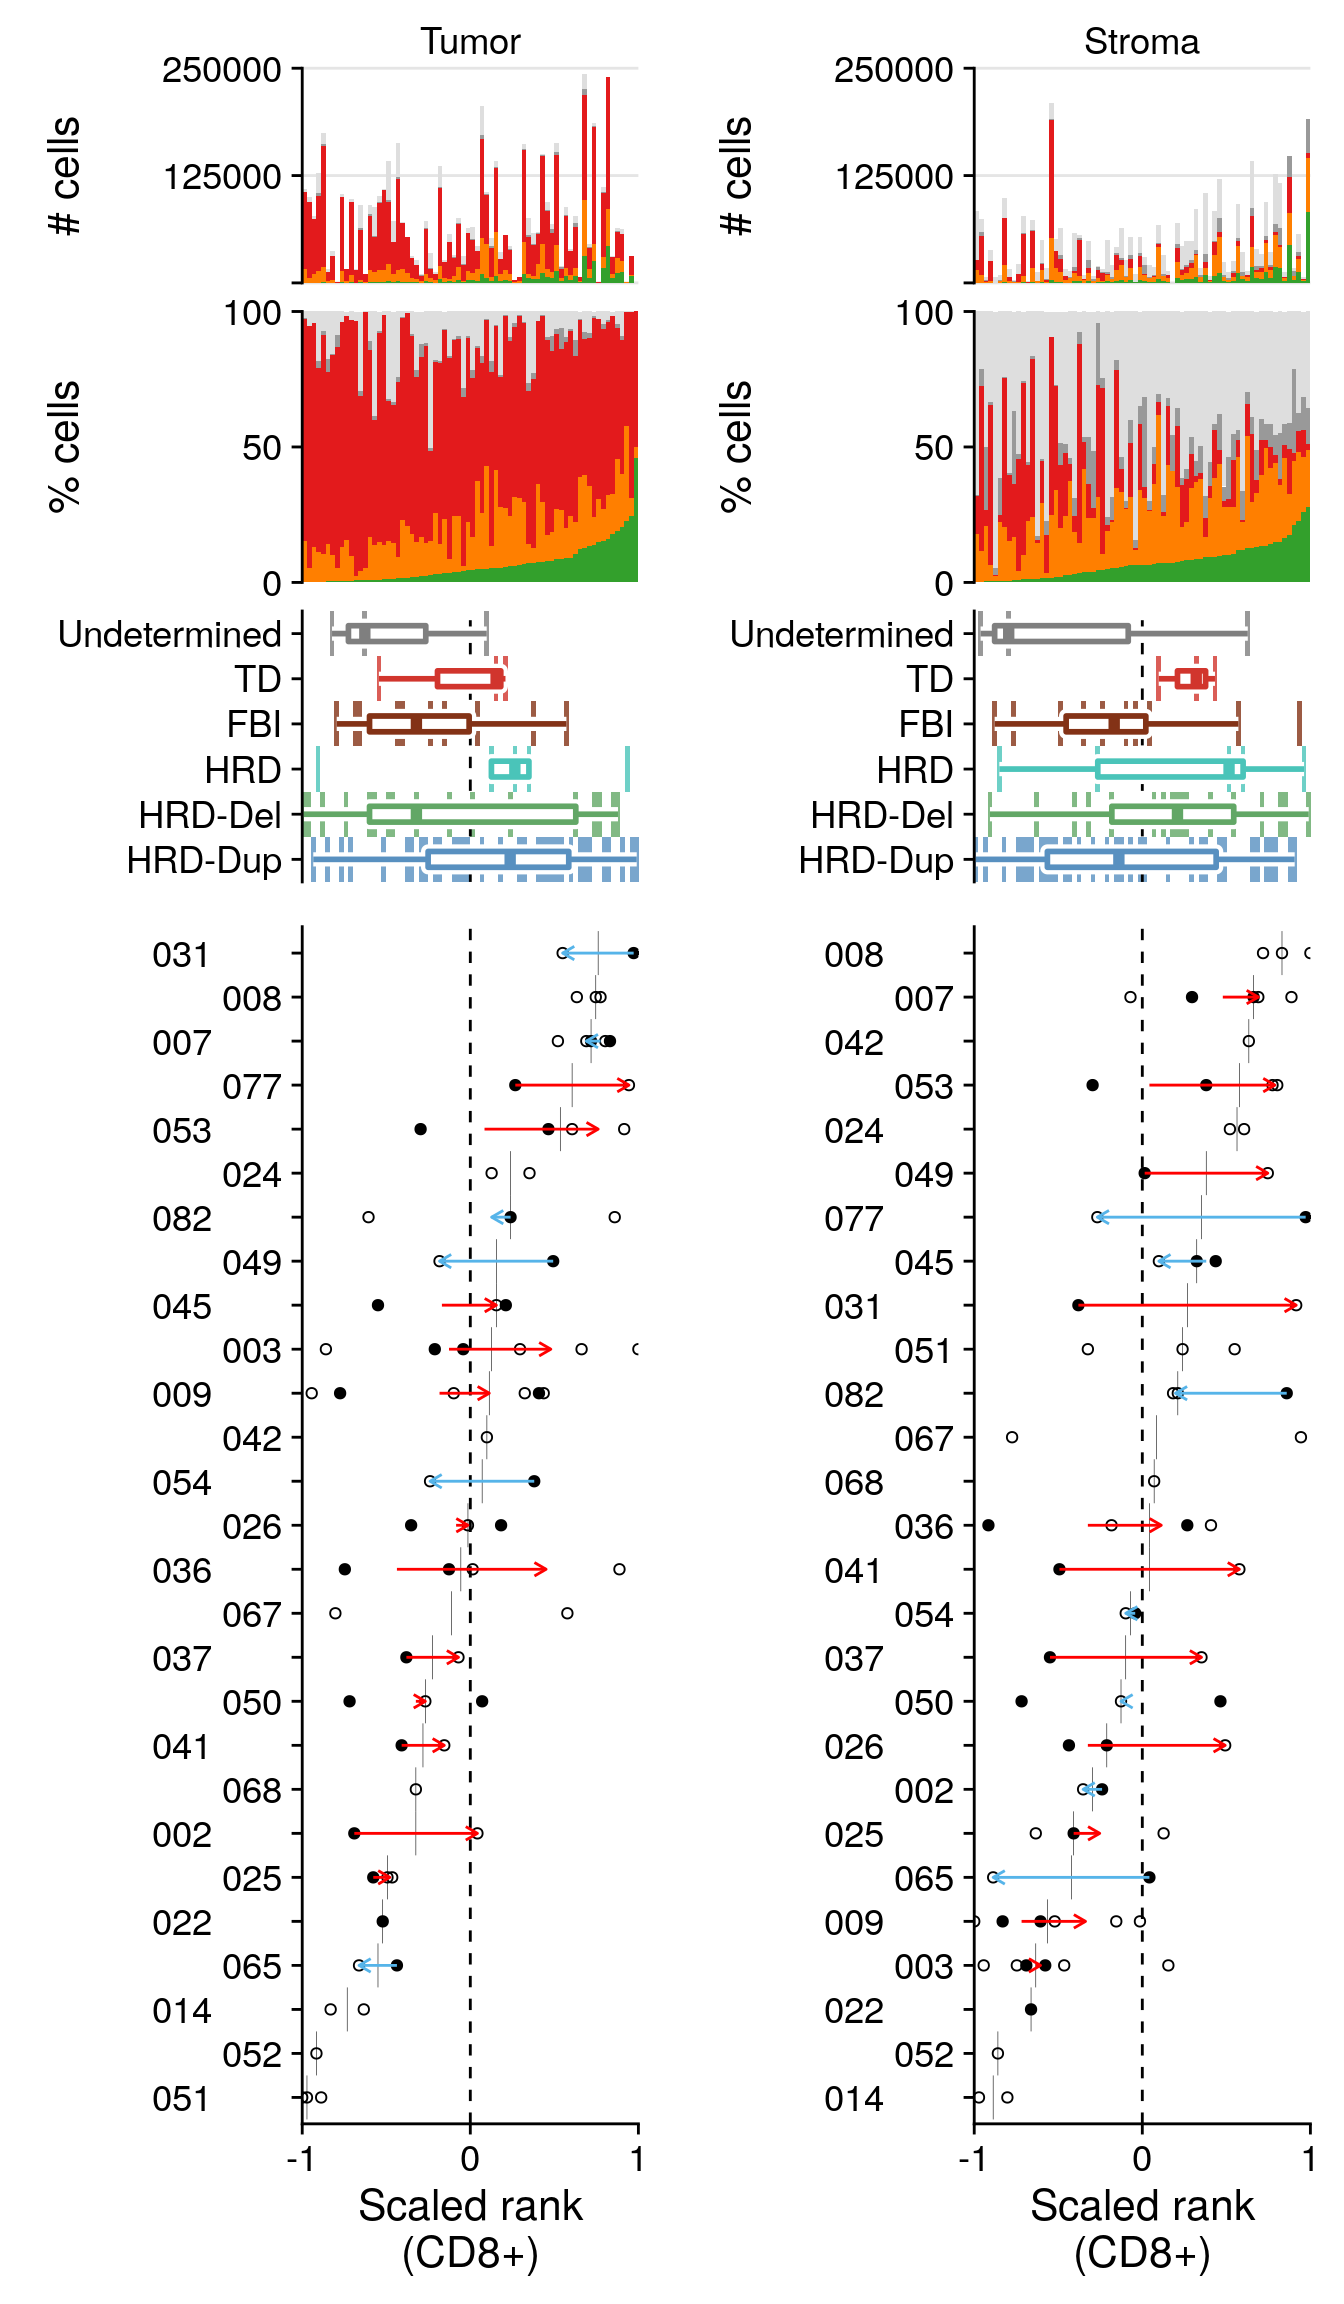 Tumor
250000
125000
# cells
100
50
0
% cells
Undetermined
TD
FBI
HRD
HRD-Del
HRD-Dup
031
008
007
077
053
024
082
049
045
003
009
042
054
026
036
067
037
050
041
068
002
025
022
065
014
052
051
-1 0 1
Scaled rank
(CD8+)
Stroma
250000
125000
# cells
100
50
0
% cells
Undetermined
TD
FBI
HRD
HRD-Del
HRD-Dup
008
007
042
053
024
049
077
045
031
051
082
067
068
036
041
054
037
050
026
002
025
065
009
003
022
052
014
-1 0 1
Scaled rank
(CD8+)